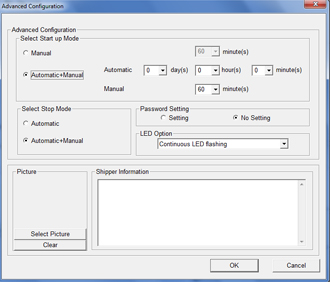 Advanced Configuration
Advanced Configuration
Select Start up Mode
Manual 60 minute(s)
Automatic+Manual Automatic 0 day(s) 0 hour(s) 0 minute(s)
Manual 60 minute(s)
Select Stop Mode
Automatic
Automatic+Manual
Password Setting
Setting No Setting
LED Option
Continuous LED flashing
Picture
Select Picture
Clear
Shipper Information
OK Cancel